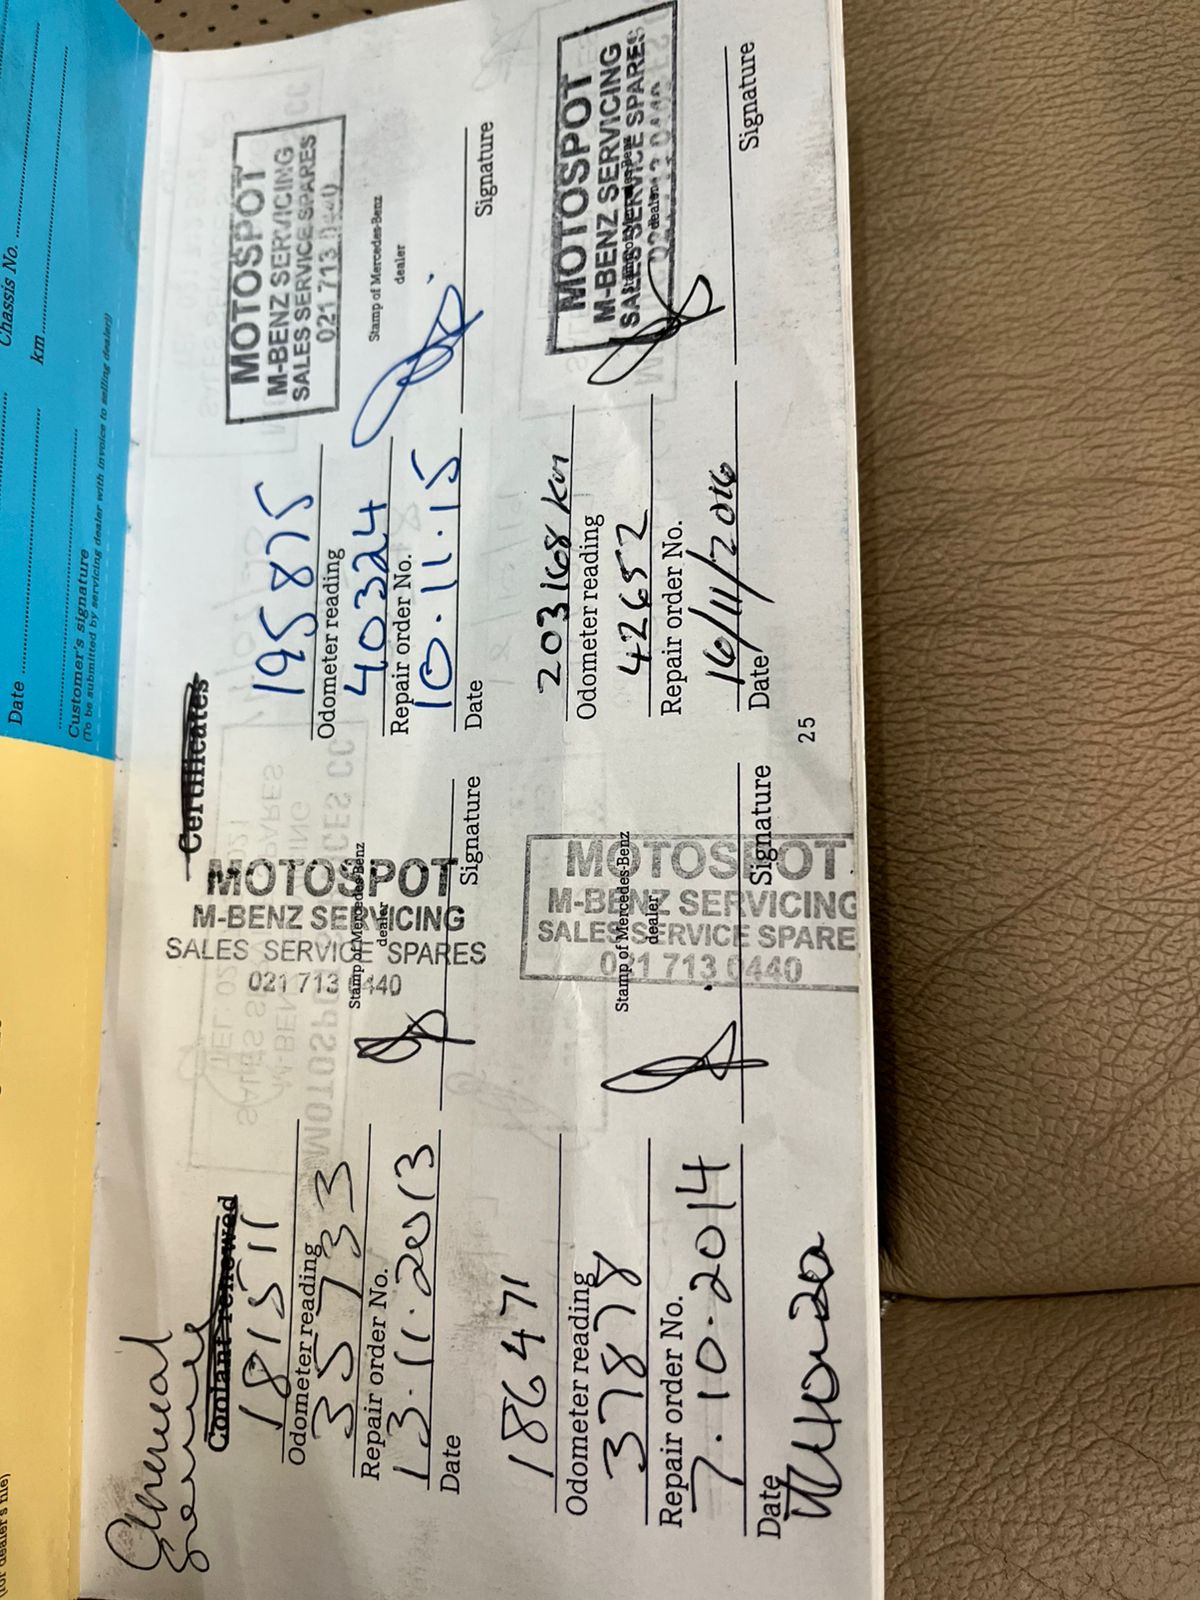 Date
Chassis No.
km
Customer's signature
(To be submitted by servicing dealer with invoice to selling dealer)
General
Service
Coolant renewed
Certificates
181511
Odometer reading
35733
Repair order No.
13.11.2013
Date
MOTOSPOT
M-BENZ SERVICING
SALES SERVICE SPARES
021 713 0440
Stamp of Mercedes-Benz
dealer
Signature
195875
Odometer reading
40324
Repair order No.
10.11.15
Date
MOTOSPOT
M-BENZ SERVICING
SALES SERVICE SPARES
021 713 0440
Stamp of Mercedes-Benz
dealer
Signature
186471
Odometer reading
37878
Repair order No.
7.10.2014
Date
MOTOSPOT
M-BENZ SERVICING
SALES SERVICE SPARE
021 713 0440
Stamp of Mercedes-Benz
dealer
Signature
203168 km
Odometer reading
42652
Repair order No.
16/11/2016
Date
MOTOSPOT
M-BENZ SERVICING
SALES SERVICE SPARES
Stamp of Mercedes-Benz
dealer
Signature
25